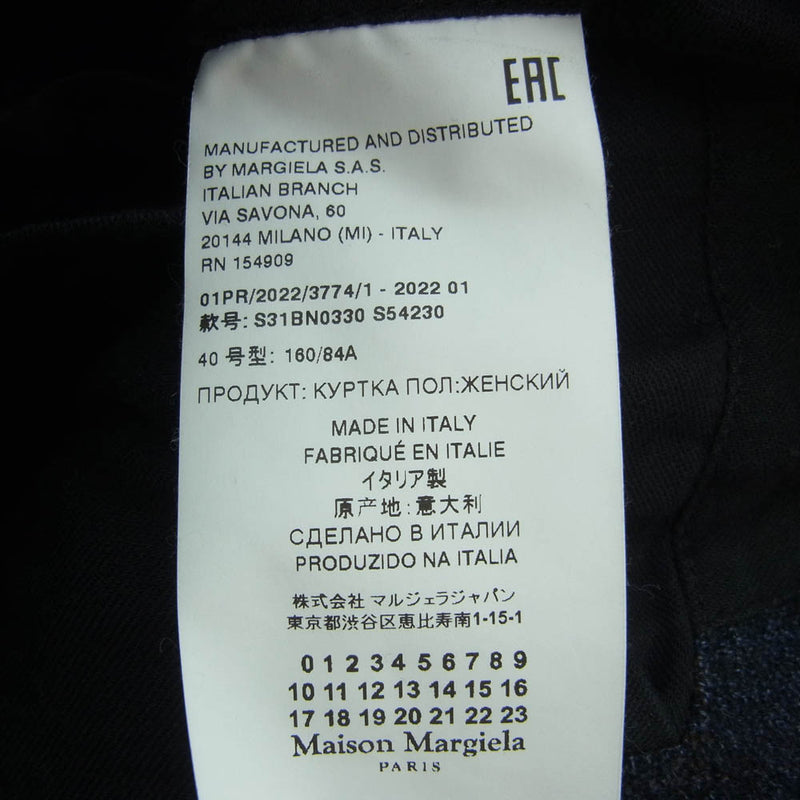 EAC
MANUFACTURED AND DISTRIBUTED
BY MARGIELA S.A.S.
ITALIAN BRANCH
VIA SAVONA, 60
20144 MILANO (MI) - ITALY
RN 154909
01PR/2022/3774/1 - 2022 01
款号: S31BN0330 S54230
40 号型: 160/84A
ПРОДУКТ: КУРТКА ПОЛ:ЖЕНСКИЙ
MADE IN ITALY
FABRIQUÉ EN ITALIE
イタリア製
原产地:意大利
СДЕЛАНО В ИТАЛИИ
PRODUZIDO NA ITALIA
株式会社 マルジェラジャパン
東京都渋谷区恵比寿南1-15-1
0 1 2 3 4 5 6 7 8 9
10 11 12 13 14 15 16
17 18 19 20 21 22 23
Maison Margiela
PARIS